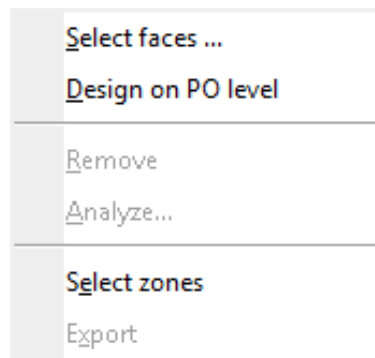 Select faces ...
Design on PO level
Remove
Analyze...
Select zones
Export